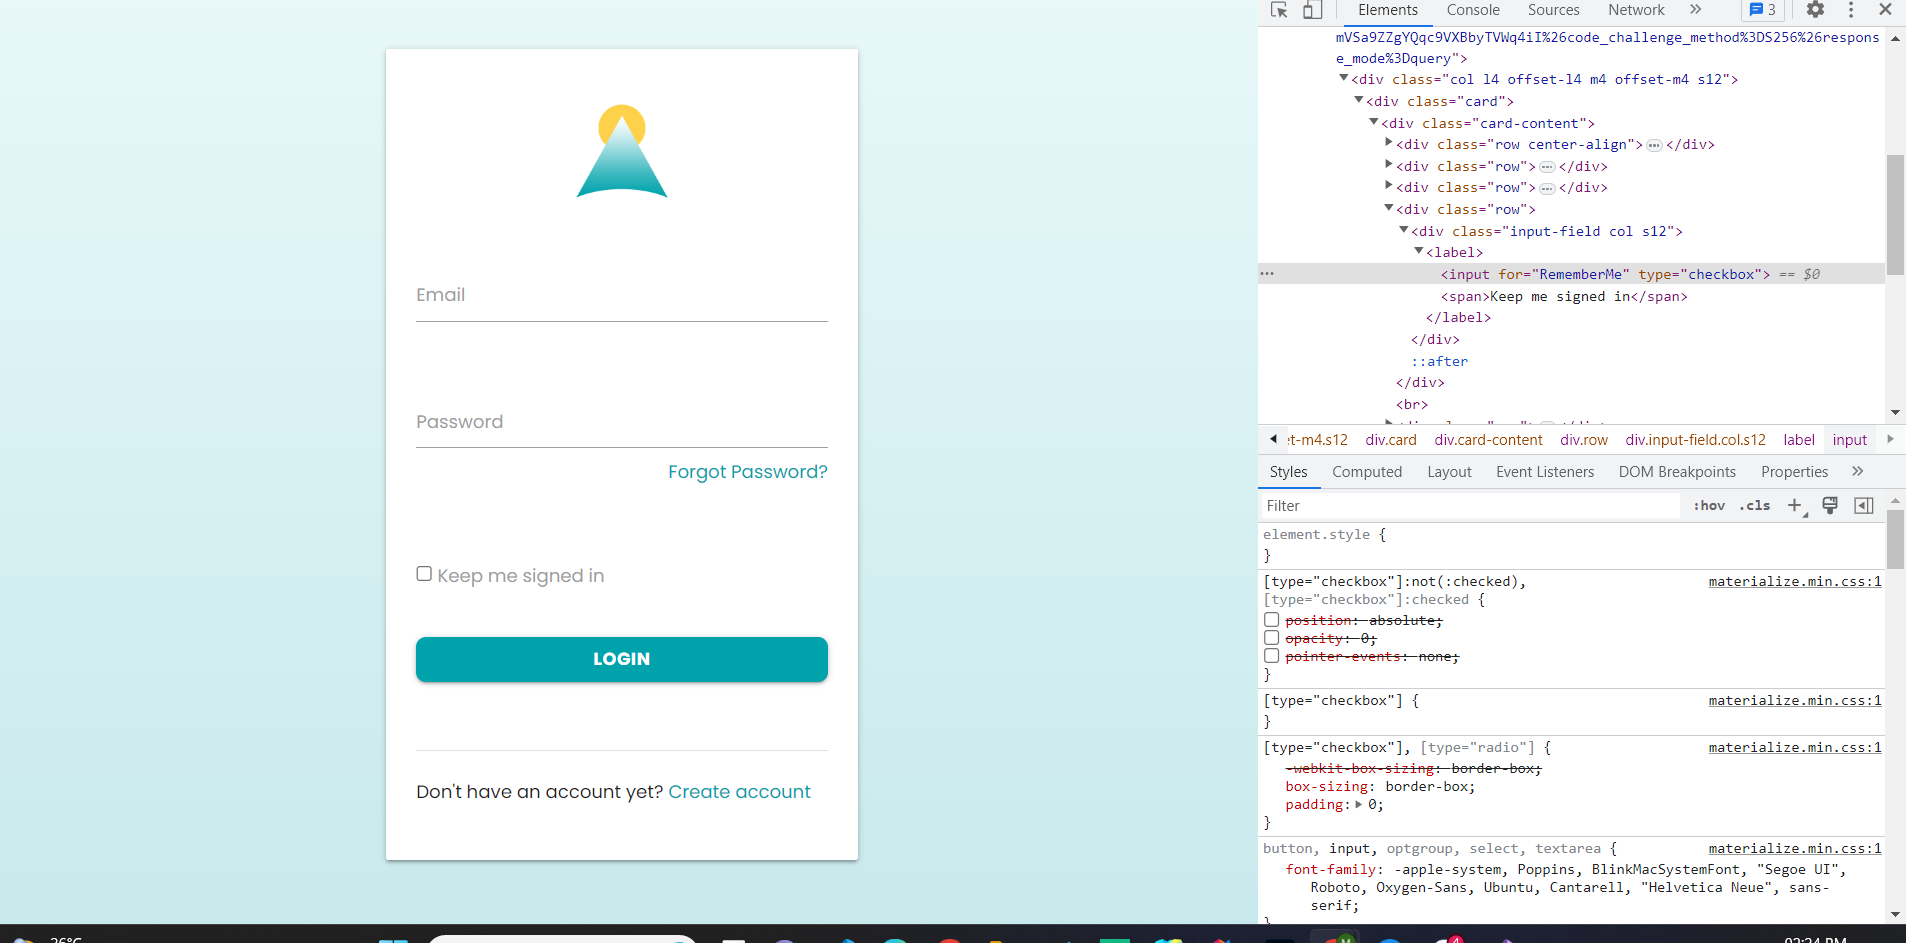 Email
Password
Forgot Password?
Keep me signed in
LOGIN
Don't have an account yet? Create account
Elements Console Sources Network » 3
mVSa9ZZgYQqc9VXBbyTVWq4iI%26code_challenge_method%3DS256%26respons
e_mode%3Dquery">
<div class="col l4 offset-l4 m4 offset-m4 s12">
<div class="card">
<div class="card-content">
<div class="row center-align"> … </div>
<div class="row"> … </div>
<div class="row"> … </div>
<div class="row">
<div class="input-field col s12">
<label>
… <input for="RememberMe" type="checkbox"> == $0
<span>Keep me signed in</span>
</label>
</div>
::after
</div>
<br>
et-m4.s12 div.card div.card-content div.row div.input-field.col.s12 label input
Styles Computed Layout Event Listeners DOM Breakpoints Properties »
Filter :hov .cls +
element.style {
}
[type="checkbox"]:not(:checked), materialize.min.css:1
[type="checkbox"]:checked {
position: absolute;
opacity: 0;
pointer-events: none;
}
[type="checkbox"] { materialize.min.css:1
}
[type="checkbox"], [type="radio"] { materialize.min.css:1
-webkit-box-sizing: border-box;
box-sizing: border-box;
padding: 0;
}
button, input, optgroup, select, textarea { materialize.min.css:1
font-family: -apple-system, Poppins, BlinkMacSystemFont, "Segoe UI",
Roboto, Oxygen-Sans, Ubuntu, Cantarell, "Helvetica Neue", sans-
serif;
}